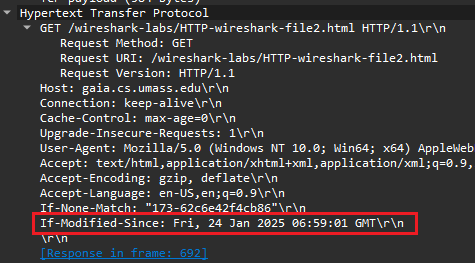 Hypertext Transfer Protocol
GET /wireshark-labs/HTTP-wireshark-file2.html HTTP/1.1\r\n
Request Method: GET
Request URI: /wireshark-labs/HTTP-wireshark-file2.html
Request Version: HTTP/1.1
Host: gaia.cs.umass.edu\r\n
Connection: keep-alive\r\n
Cache-Control: max-age=0\r\n
Upgrade-Insecure-Requests: 1\r\n
User-Agent: Mozilla/5.0 (Windows NT 10.0; Win64; x64) AppleWeb
Accept: text/html,application/xhtml+xml,application/xml;q=0.9,
Accept-Encoding: gzip, deflate\r\n
Accept-Language: en-US,en;q=0.9\r\n
If-None-Match: "173-62c6e42f4cb86"\r\n
If-Modified-Since: Fri, 24 Jan 2025 06:59:01 GMT\r\n
\r\n
[Response in frame: 692]